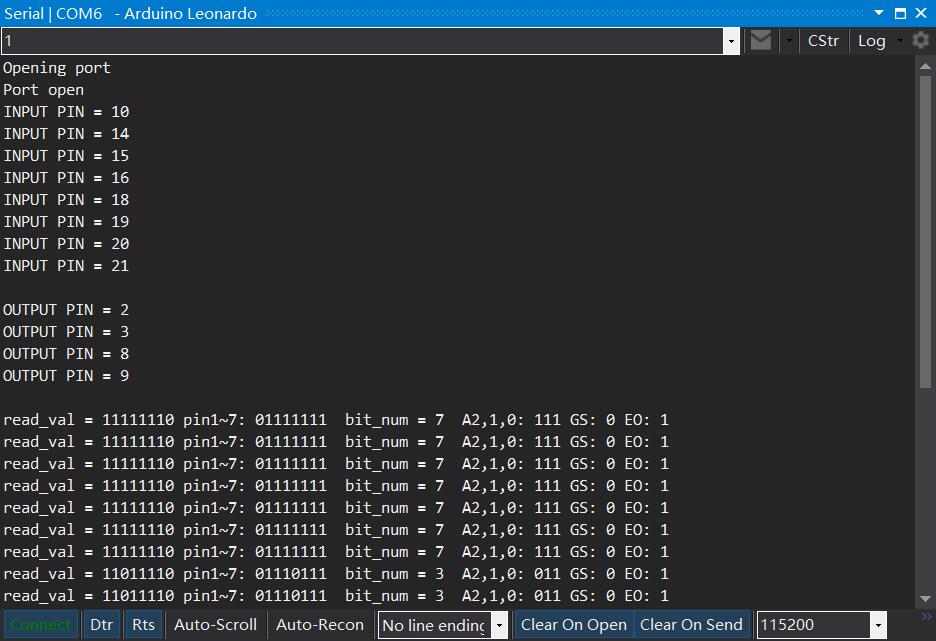 Serial | COM6 - Arduino Leonardo
1 CStr Log
Opening port
Port open
INPUT PIN = 10
INPUT PIN = 14
INPUT PIN = 15
INPUT PIN = 16
INPUT PIN = 18
INPUT PIN = 19
INPUT PIN = 20
INPUT PIN = 21
OUTPUT PIN = 2
OUTPUT PIN = 3
OUTPUT PIN = 8
OUTPUT PIN = 9
read_val = 11111110 pin1~7: 01111111 bit_num = 7 A2,1,0: 111 GS: 0 EO: 1
read_val = 11111110 pin1~7: 01111111 bit_num = 7 A2,1,0: 111 GS: 0 EO: 1
read_val = 11111110 pin1~7: 01111111 bit_num = 7 A2,1,0: 111 GS: 0 EO: 1
read_val = 11111110 pin1~7: 01111111 bit_num = 7 A2,1,0: 111 GS: 0 EO: 1
read_val = 11111110 pin1~7: 01111111 bit_num = 7 A2,1,0: 111 GS: 0 EO: 1
read_val = 11111110 pin1~7: 01111111 bit_num = 7 A2,1,0: 111 GS: 0 EO: 1
read_val = 11111110 pin1~7: 01111111 bit_num = 7 A2,1,0: 111 GS: 0 EO: 1
read_val = 11011110 pin1~7: 01110111 bit_num = 3 A2,1,0: 011 GS: 0 EO: 1
read_val = 11011110 pin1~7: 01110111 bit_num = 3 A2,1,0: 011 GS: 0 EO: 1
Connect Dtr Rts Auto-Scroll Auto-Recon No line ending Clear On Open Clear On Send 115200